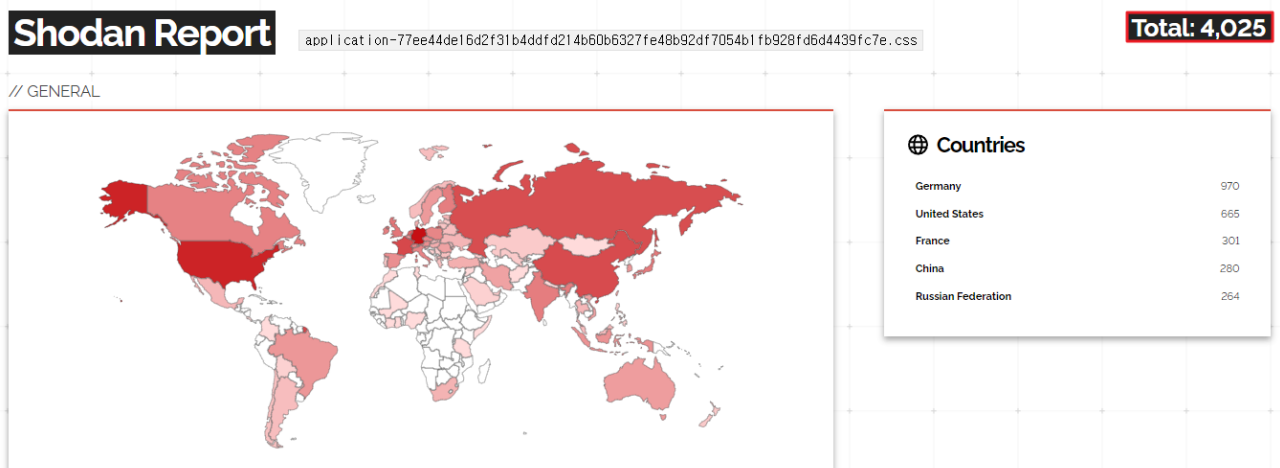 Shodan Report
application-77ee44de16d2f31b4ddfd214b60b6327fe48b92df7054b1fb928fd6d4439fc7e.css
Total: 4,025
// GENERAL
Countries
Germany 970
United States 665
France 301
China 280
Russian Federation 264